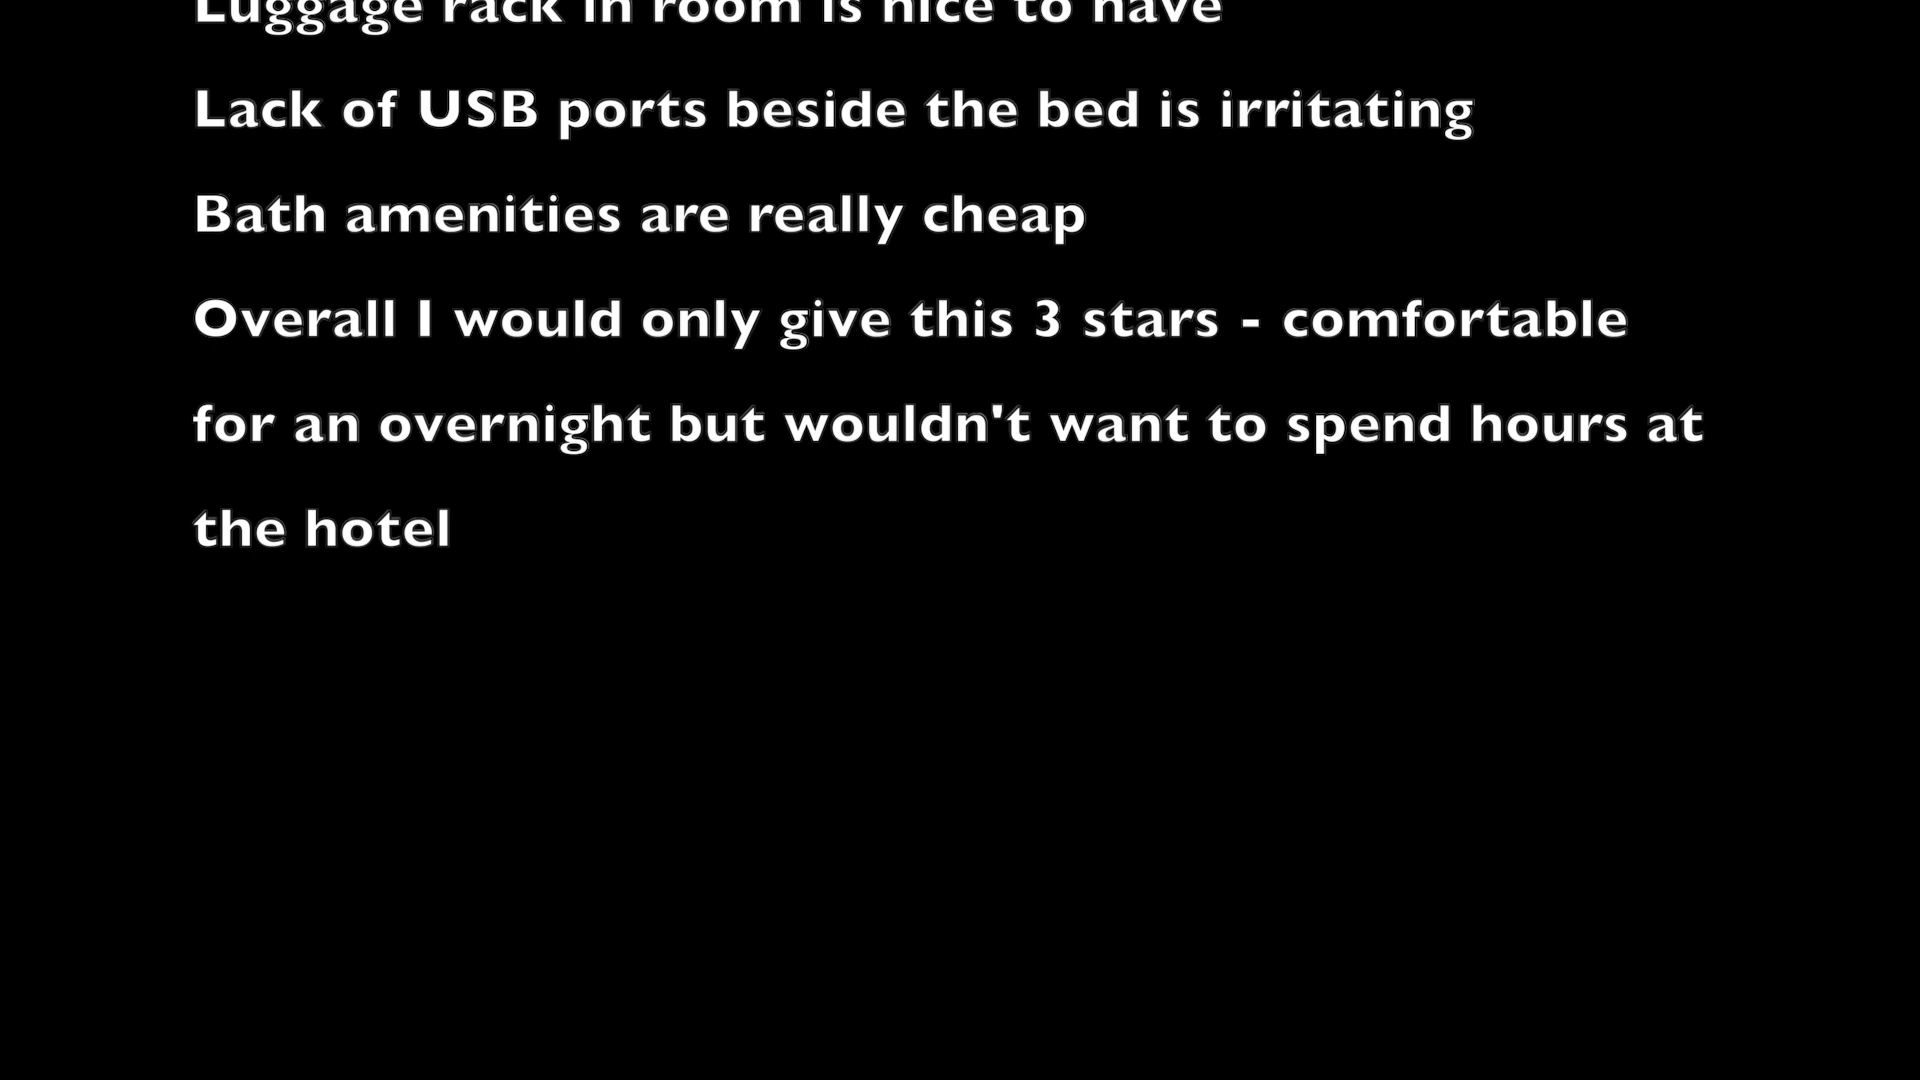 Luggage rack in room is nice to have
Lack of USB ports beside the bed is irritating
Bath amenities are really cheap
Overall I would only give this 3 stars - comfortable
for an overnight but wouldn't want to spend hours at
the hotel